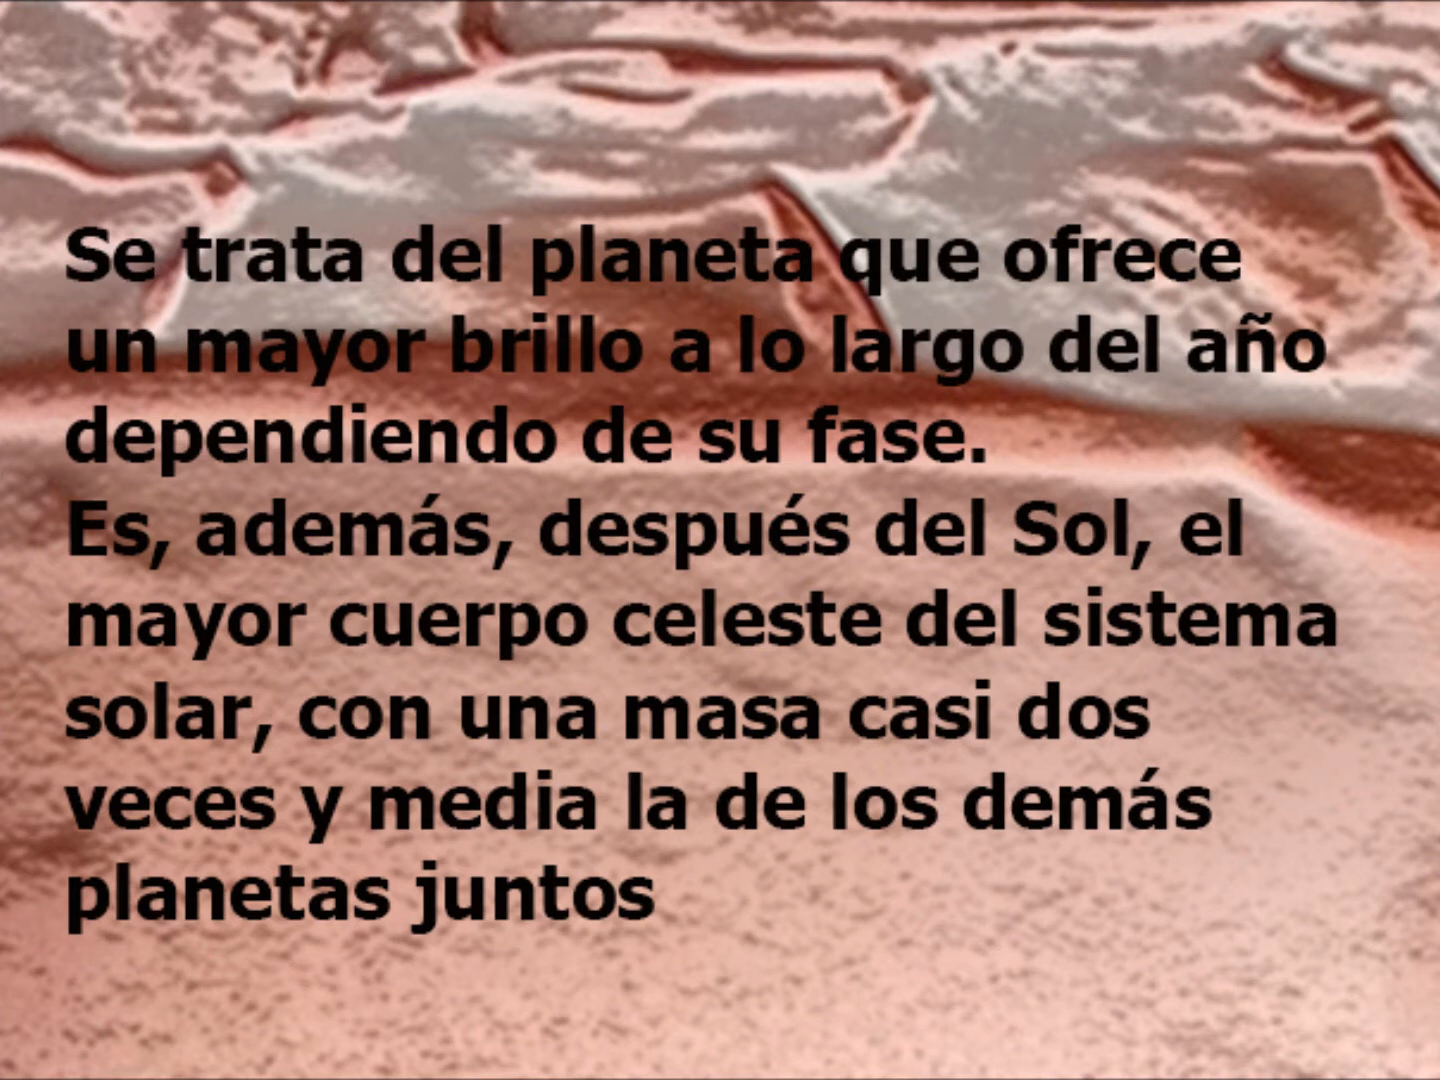 Se trata del planeta que ofrece
un mayor brillo a lo largo del año
dependiendo de su fase.
Es, además, después del Sol, el
mayor cuerpo celeste del sistema
solar, con una masa casi dos
veces y media la de los demás
planetas juntos